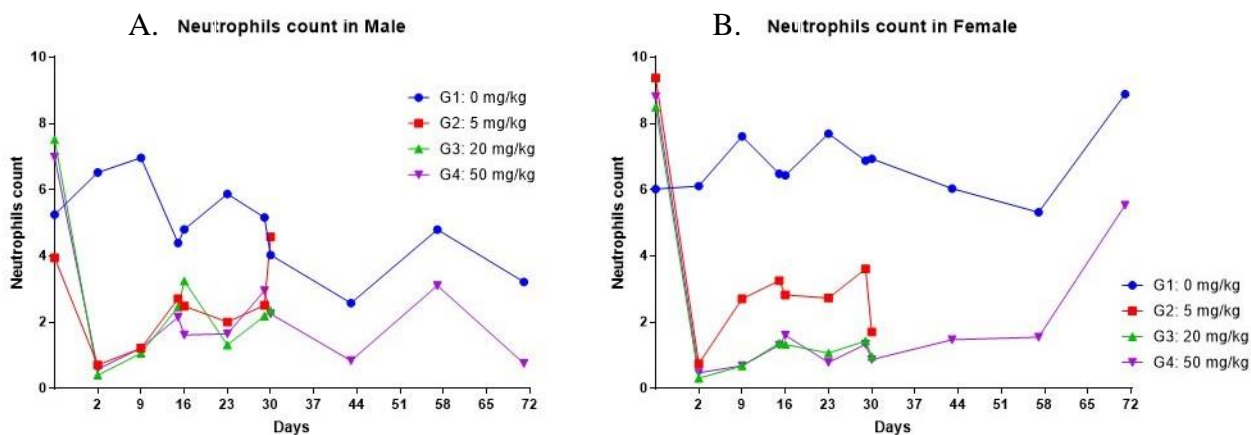 A. Neutrophils count in Male
10
8
6
4
2
0
Neutrophils count
G1: 0 mg/kg
G2: 5 mg/kg
G3: 20 mg/kg
G4: 50 mg/kg
2 9 16 23 30 37 44 51 58 65 72
Days
B. Neutrophils count in Female
10
8
6
4
2
0
Neutrophils count
G1: 0 mg/kg
G2: 5 mg/kg
G3: 20 mg/kg
G4: 50 mg/kg
2 9 16 23 30 37 44 51 58 65 72
Days